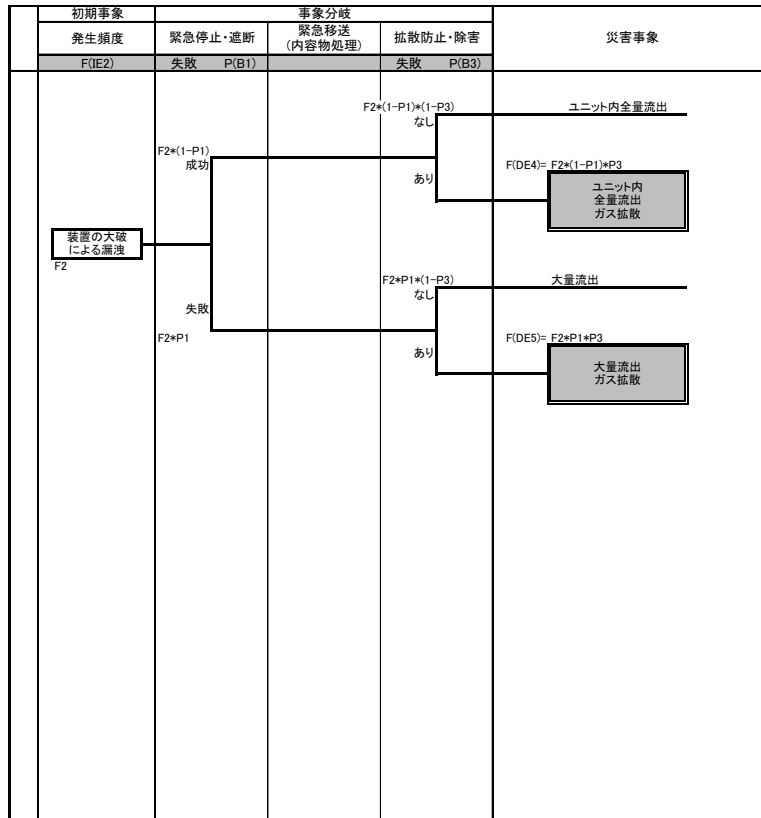 初期事象
事象分岐
発生頻度
緊急停止・遮断
緊急移送
(内容物処理)
拡散防止・除害
災害事象
F(IE2)
失敗 P(B1)
失敗 P(B3)
F2*(1-P1)*(1-P3)
なし
ユニット内全量流出
F2*(1-P1)
成功
あり
F(DE4)= F2*(1-P1)*P3
ユニット内
全量流出
ガス拡散
装置の大破
による漏洩
F2
F2*P1*(1-P3)
なし
大量流出
失敗
F2*P1
あり
F(DE5)= F2*P1*P3
大量流出
ガス拡散